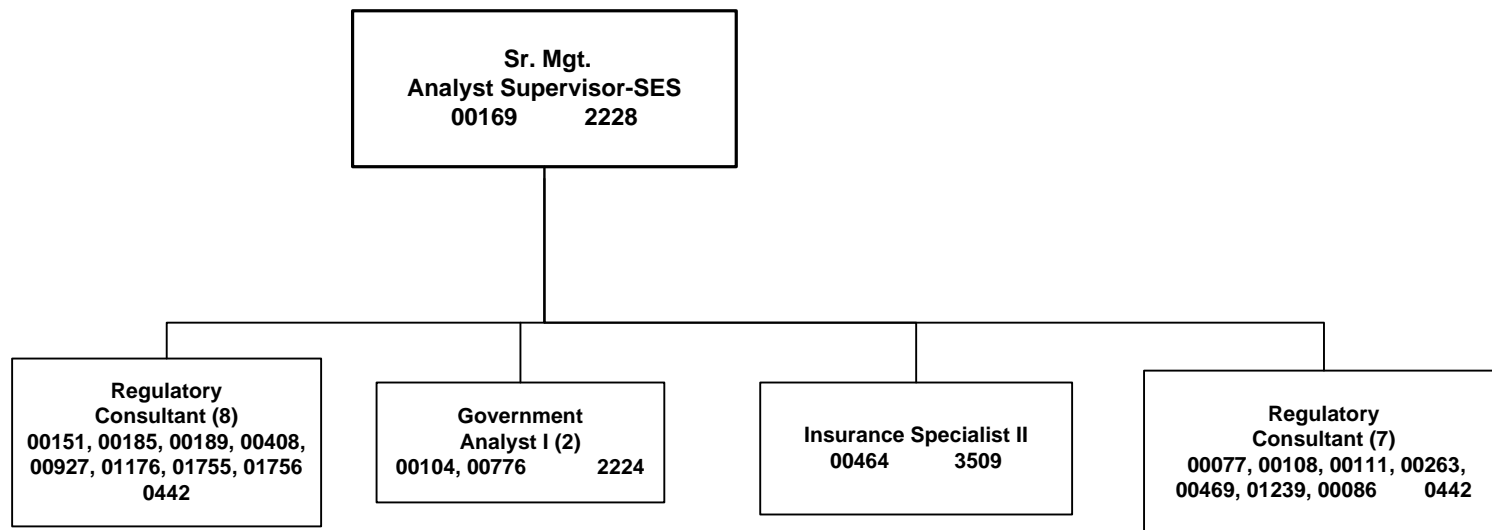 Sr. Mgt.
Analyst Supervisor-SES
00169 2228
Regulatory
Consultant (8)
00151, 00185, 00189, 00408,
00927, 01176, 01755, 01756
0442
Government
Analyst I (2)
00104, 00776 2224
Insurance Specialist II
00464 3509
Regulatory
Consultant (7)
00077, 00108, 00111, 00263,
00469, 01239, 00086 0442